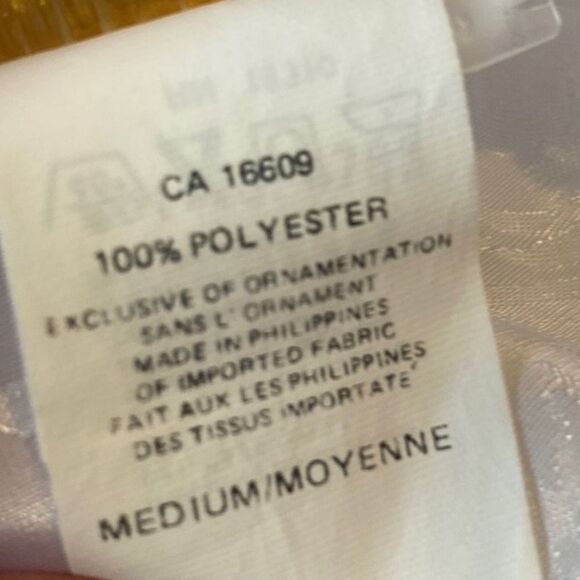 CA 16609
100% POLYESTER
EXCLUSIVE OF ORNAMENTATION
SANS L' ORNAMENT
MADE IN PHILIPPINES
OF IMPORTED FABRIC
FAIT AUX LES PHILIPPINES
DES TISSUS IMPORTATE'
MEDIUM/MOYENNE